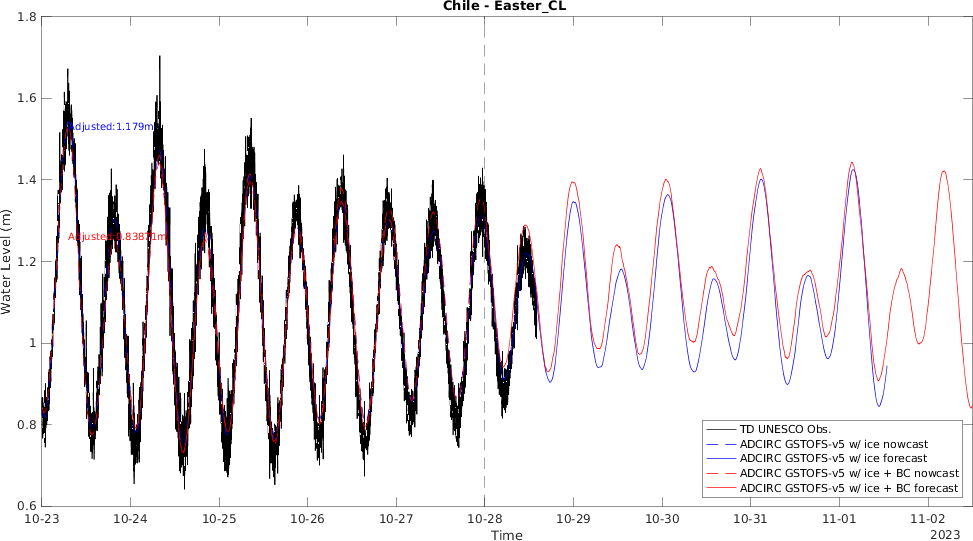 Chile - Easter_CL
1.8
1.6
1.4
1.2
1
0.8
0.6
Water Level (m)
Adjusted:1.179m
Adjusted:0.83871m
10-23
10-24
10-25
10-26
10-27
10-28
10-29
10-30
10-31
11-01
11-02
2023
Time
TD UNESCO Obs.
ADCIRC GSTOFS-v5 w/ ice nowcast
ADCIRC GSTOFS-v5 w/ ice forecast
ADCIRC GSTOFS-v5 w/ ice + BC nowcast
ADCIRC GSTOFS-v5 w/ ice + BC forecast